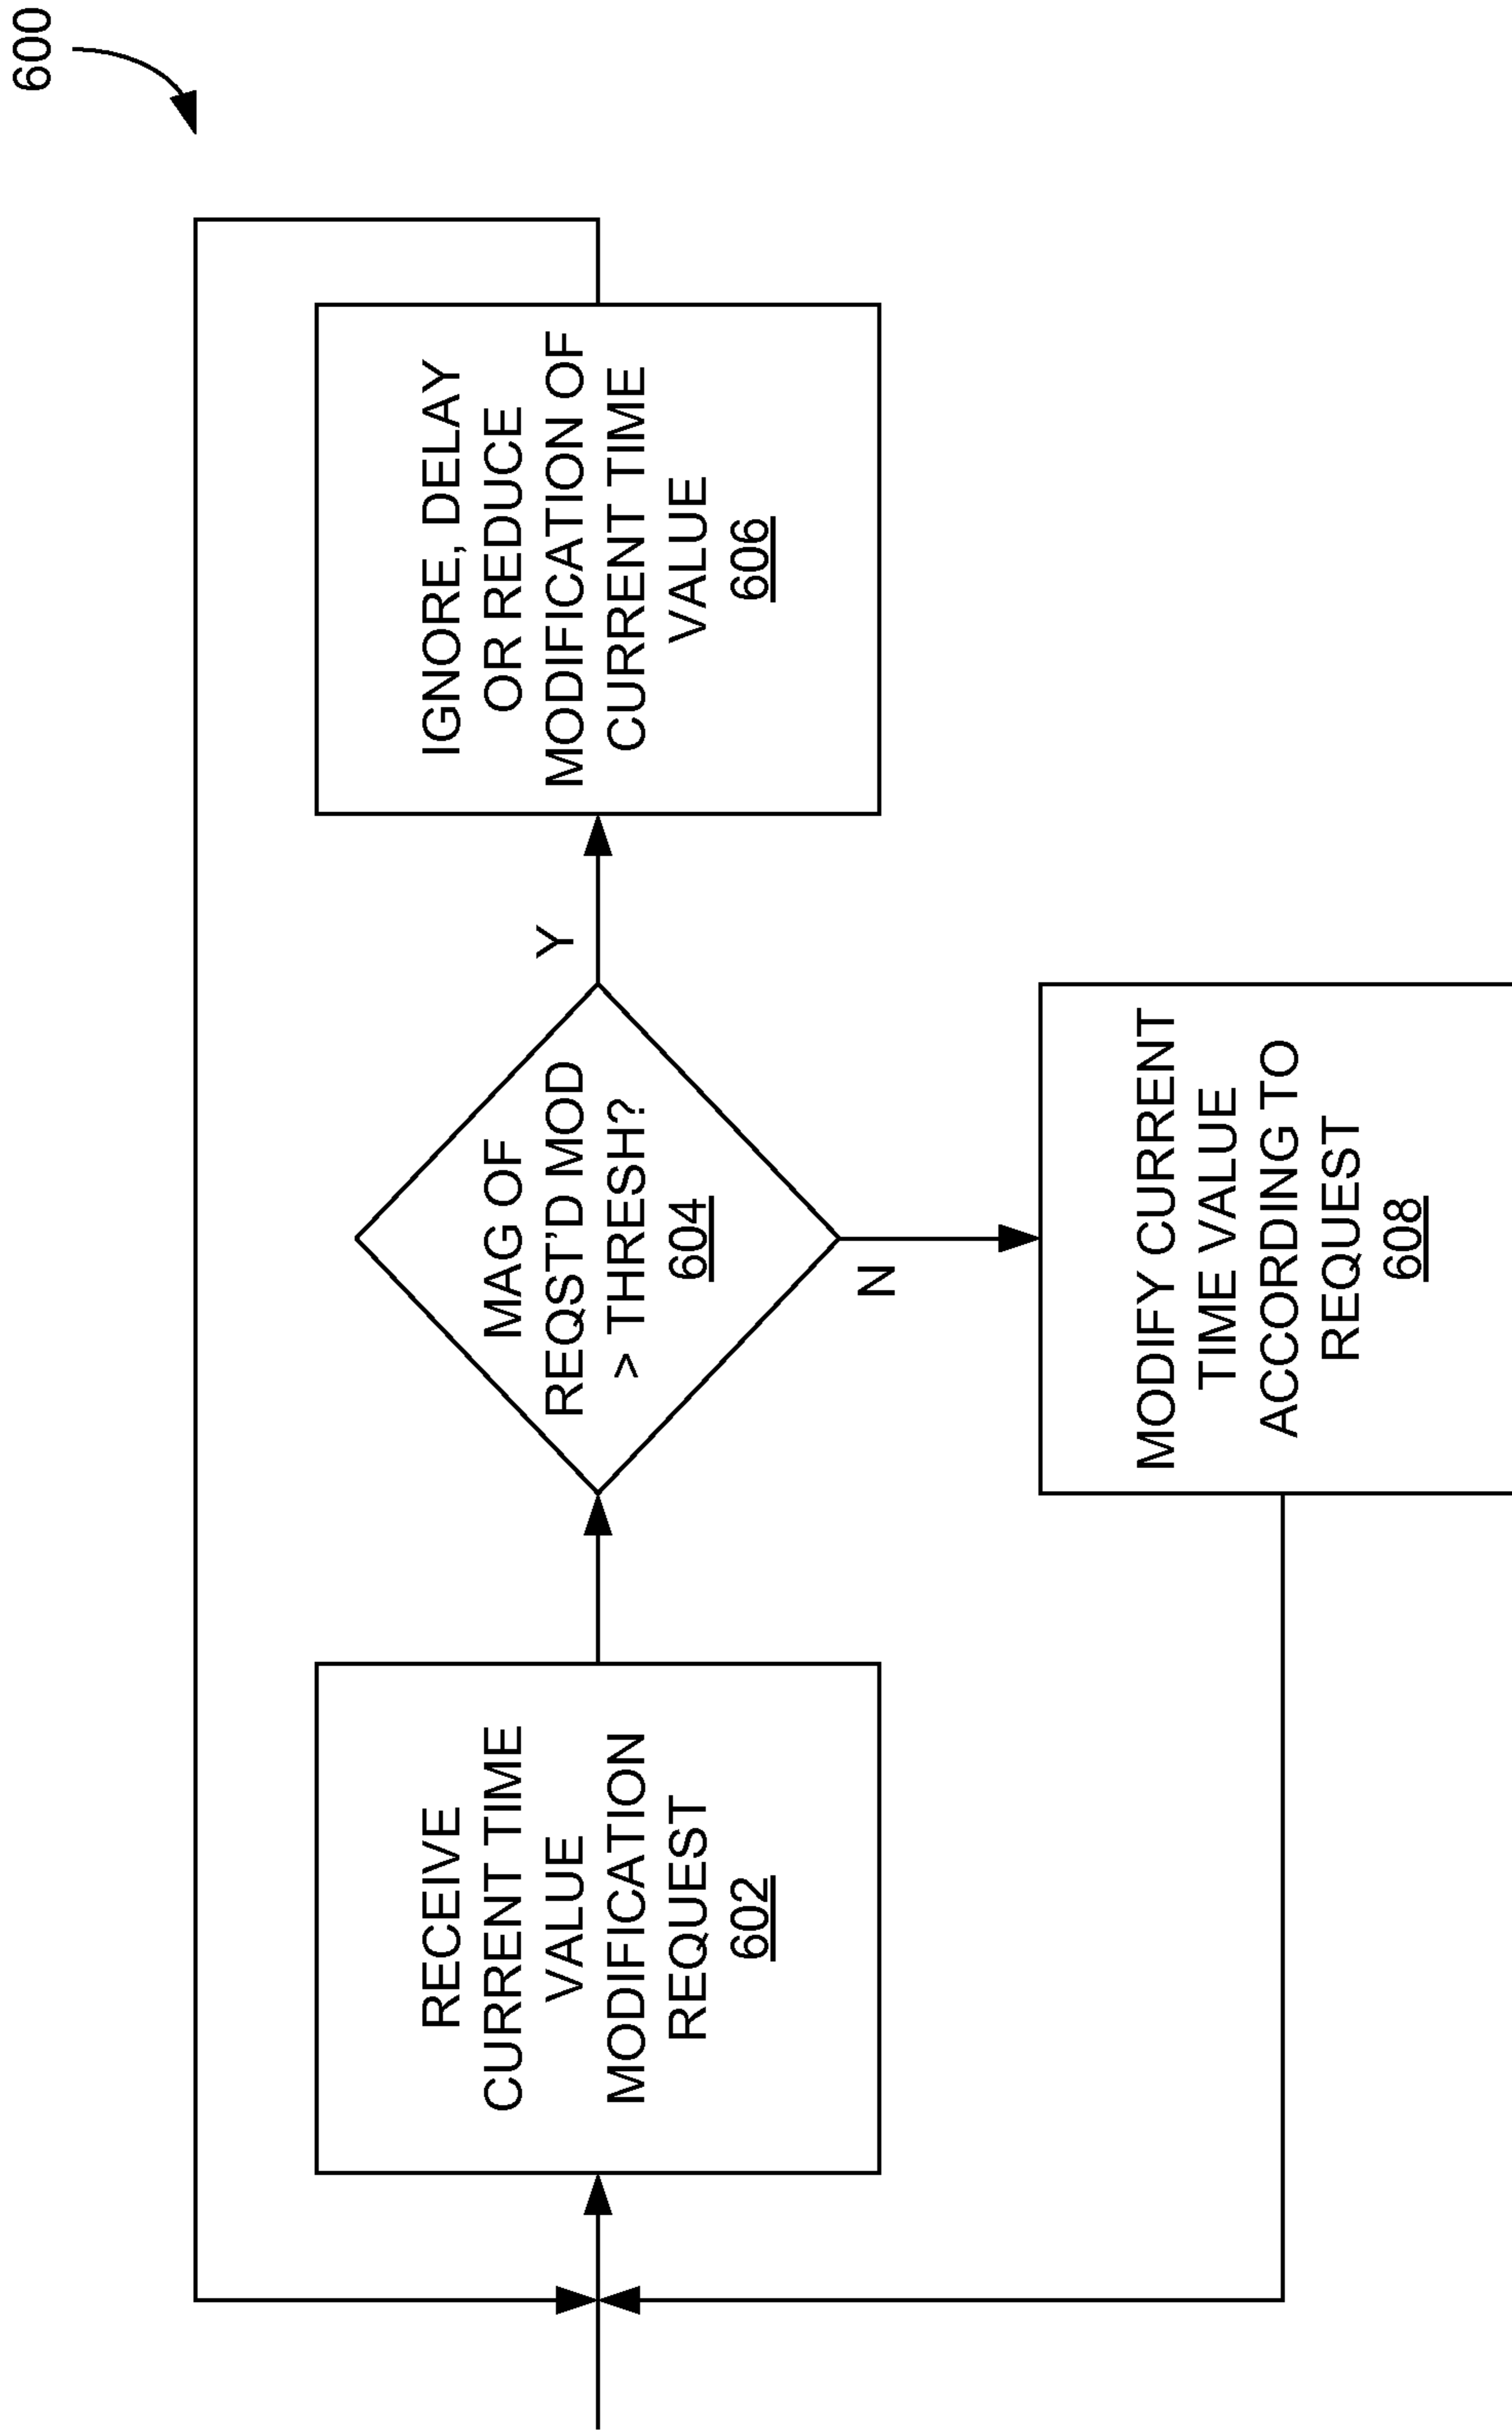 600
RECEIVE
CURRENT TIME
VALUE
MODIFICATION
REQUEST
602
MAG OF
REQST'D MOD
> THRESH?
604
Y
IGNORE, DELAY
OR REDUCE
MODIFICATION OF
CURRENT TIME
VALUE
606
N
MODIFY CURRENT
TIME VALUE
ACCORDING TO
REQUEST
608